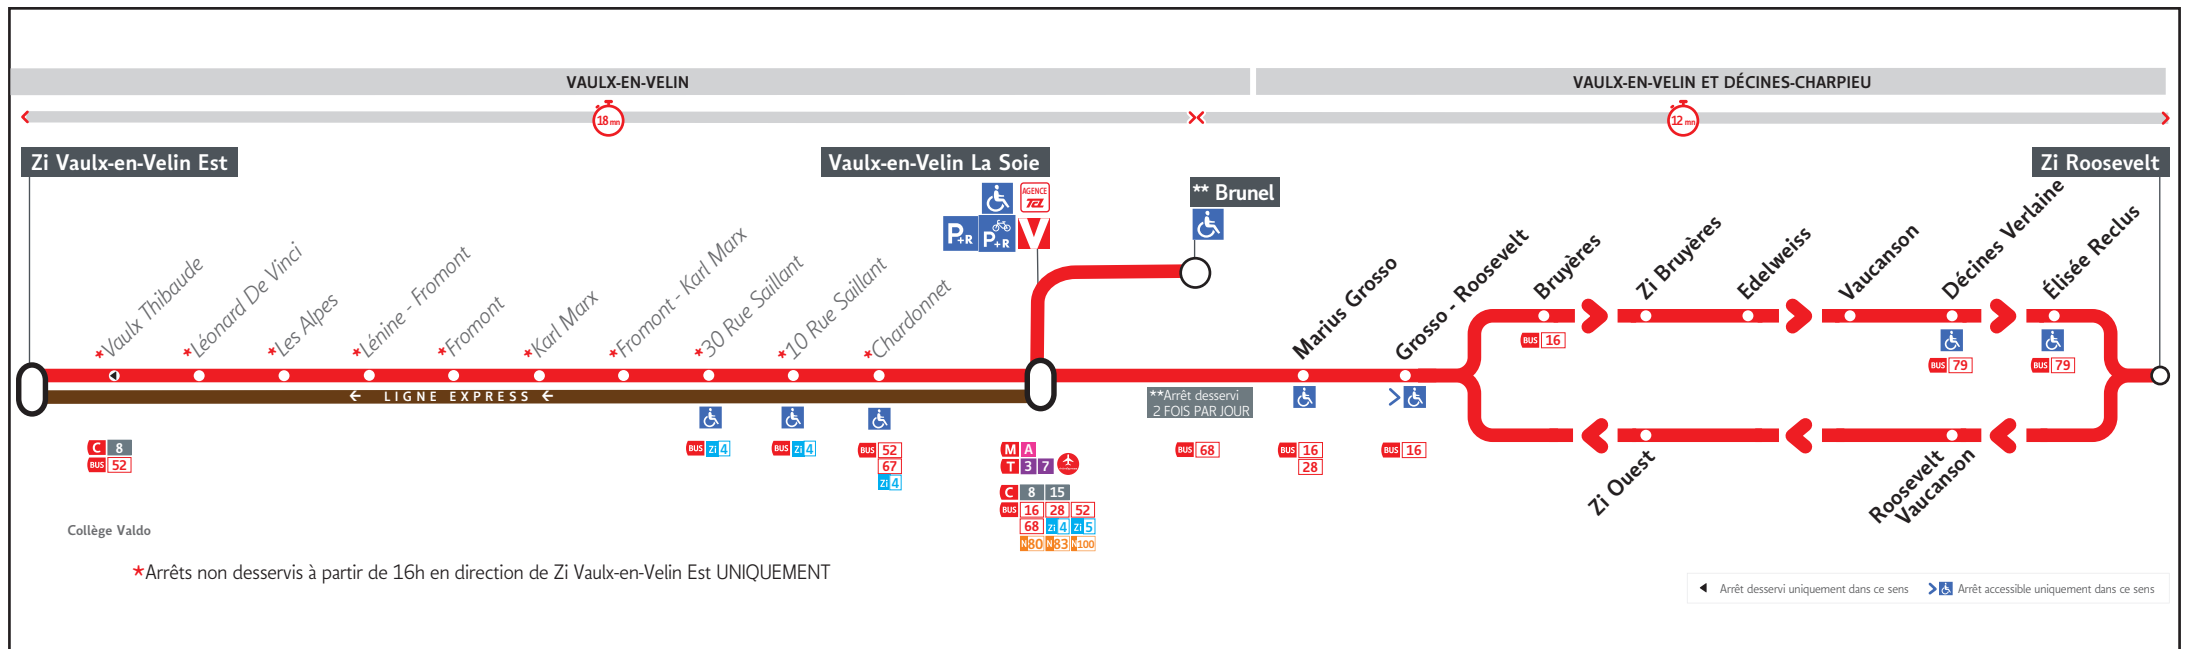 VAULX-EN-VELIN
VAULX-EN-VELIN ET DÉCINES-CHARPIEU
18 mn
12 mn
Zi Vaulx-en-Velin Est
Vaulx-en-Velin La Soie
** Brunel
Zi Roosevelt
AGENCE
TCL
P+R
P+R
V
*Vaulx Thibaude
*Léonard De Vinci
*Les Alpes
*Lénine - Fromont
*Fromont
*Karl Marx
*Fromont - Karl Marx
*30 Rue Saillant
*10 Rue Saillant
*Chardonnet
Marius Grosso
Grosso - Roosevelt
Bruyères
Zi Bruyères
Edelweiss
Vaucanson
Décines Verlaine
Élisée Reclus
BUS 16
BUS 79
BUS 79
← LIGNE EXPRESS ←
**Arrêt desservi
2 FOIS PAR JOUR
Zi Ouest
Roosevelt
Vaucanson
C 8
BUS 52
BUS Zi 4
BUS Zi 4
BUS 52
67
Zi 4
M A
T 3 7
C 8 15
BUS 16 28 52
68 Zi 4 Zi 5
N80 N83 N100
BUS 68
BUS 16
28
BUS 16
Collège Valdo
*Arrêts non desservis à partir de 16h en direction de Zi Vaulx-en-Velin Est UNIQUEMENT
Arrêt desservi uniquement dans ce sens
Arrêt accessible uniquement dans ce sens